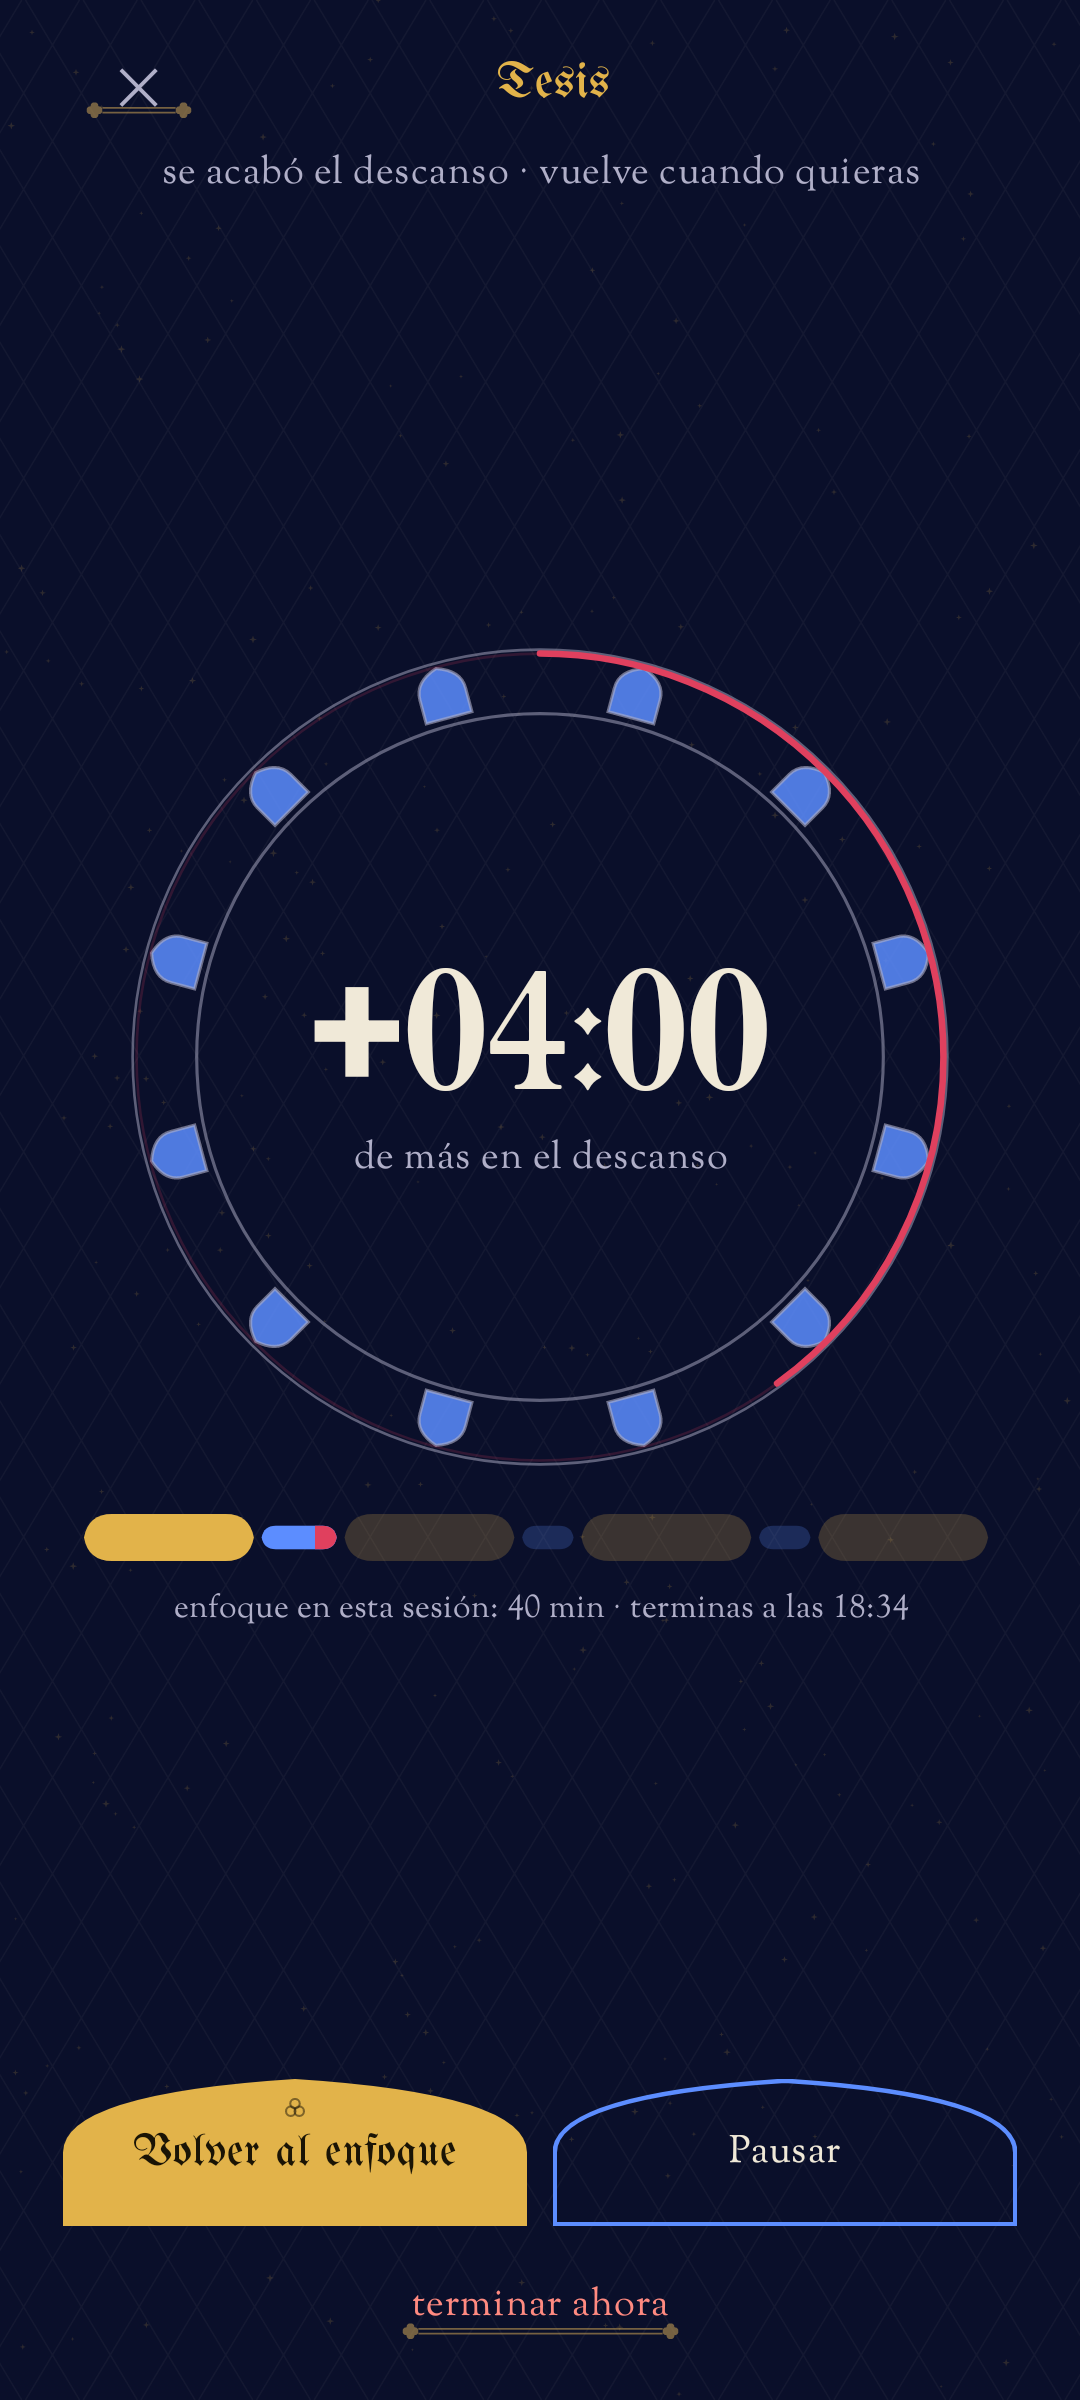 Tesis
se acabó el descanso · vuelve cuando quieras
+04:00
de más en el descanso
enfoque en esta sesión: 40 min · terminas a las 18:34
Volver al enfoque
Pausar
terminar ahora